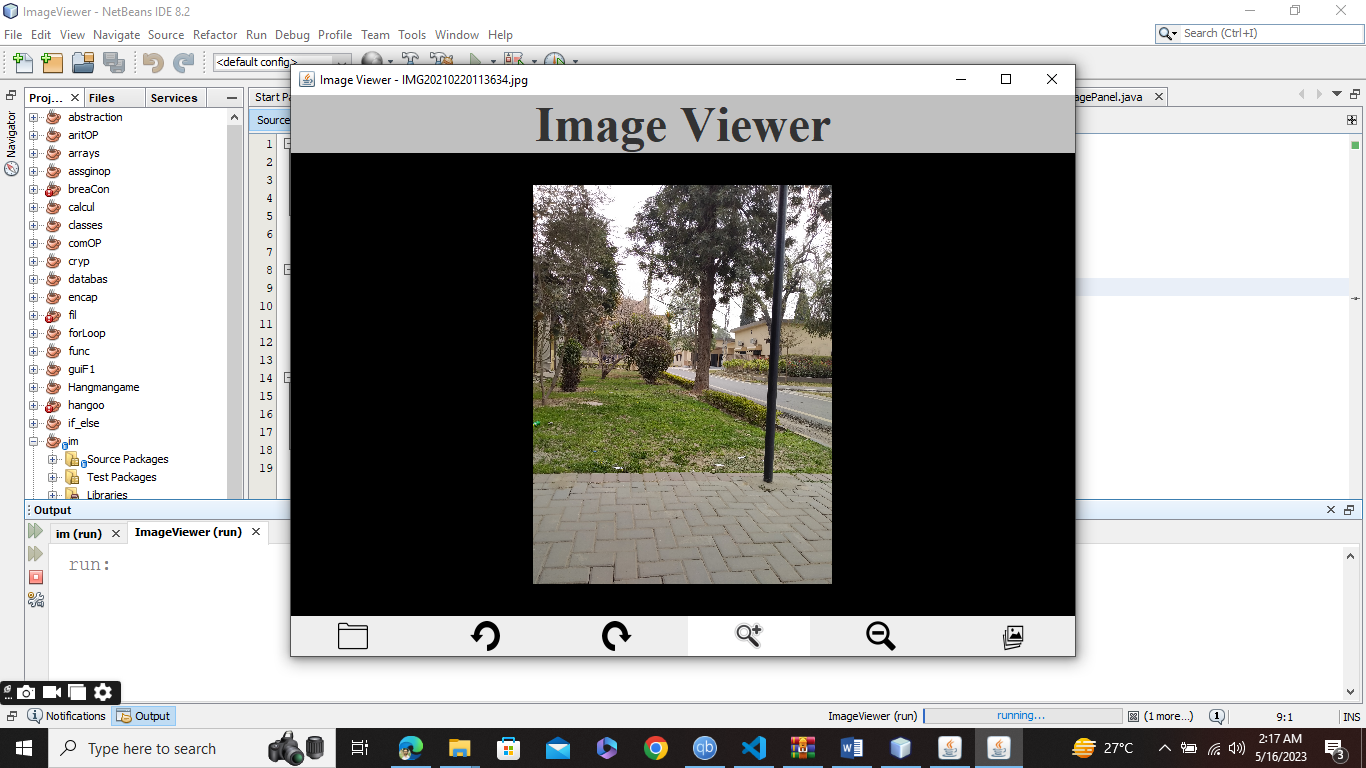 ImageViewer - NetBeans IDE 8.2
File Edit View Navigate Source Refactor Run Debug Profile Team Tools Window Help
Search (Ctrl+I)
<default config>
Image Viewer - IMG20210220113634.jpg
Proj... Files Services
Start Pa
agePanel.java
Navigator
Source
Image Viewer
abstraction
aritOP
arrays
assginop
breaCon
calcul
classes
comOP
cryp
databas
encap
fil
forLoop
func
guiF1
Hangmangame
hangoo
if_else
im
Source Packages
Test Packages
Libraries
1
2
3
4
5
6
7
8
9
10
11
12
13
14
15
16
17
18
19
Output
im (run) ImageViewer (run)
run:
Notifications Output
ImageViewer (run) running... (1 more...) 1 9:1 INS
Type here to search
27°C
2:17 AM
5/16/2023
3